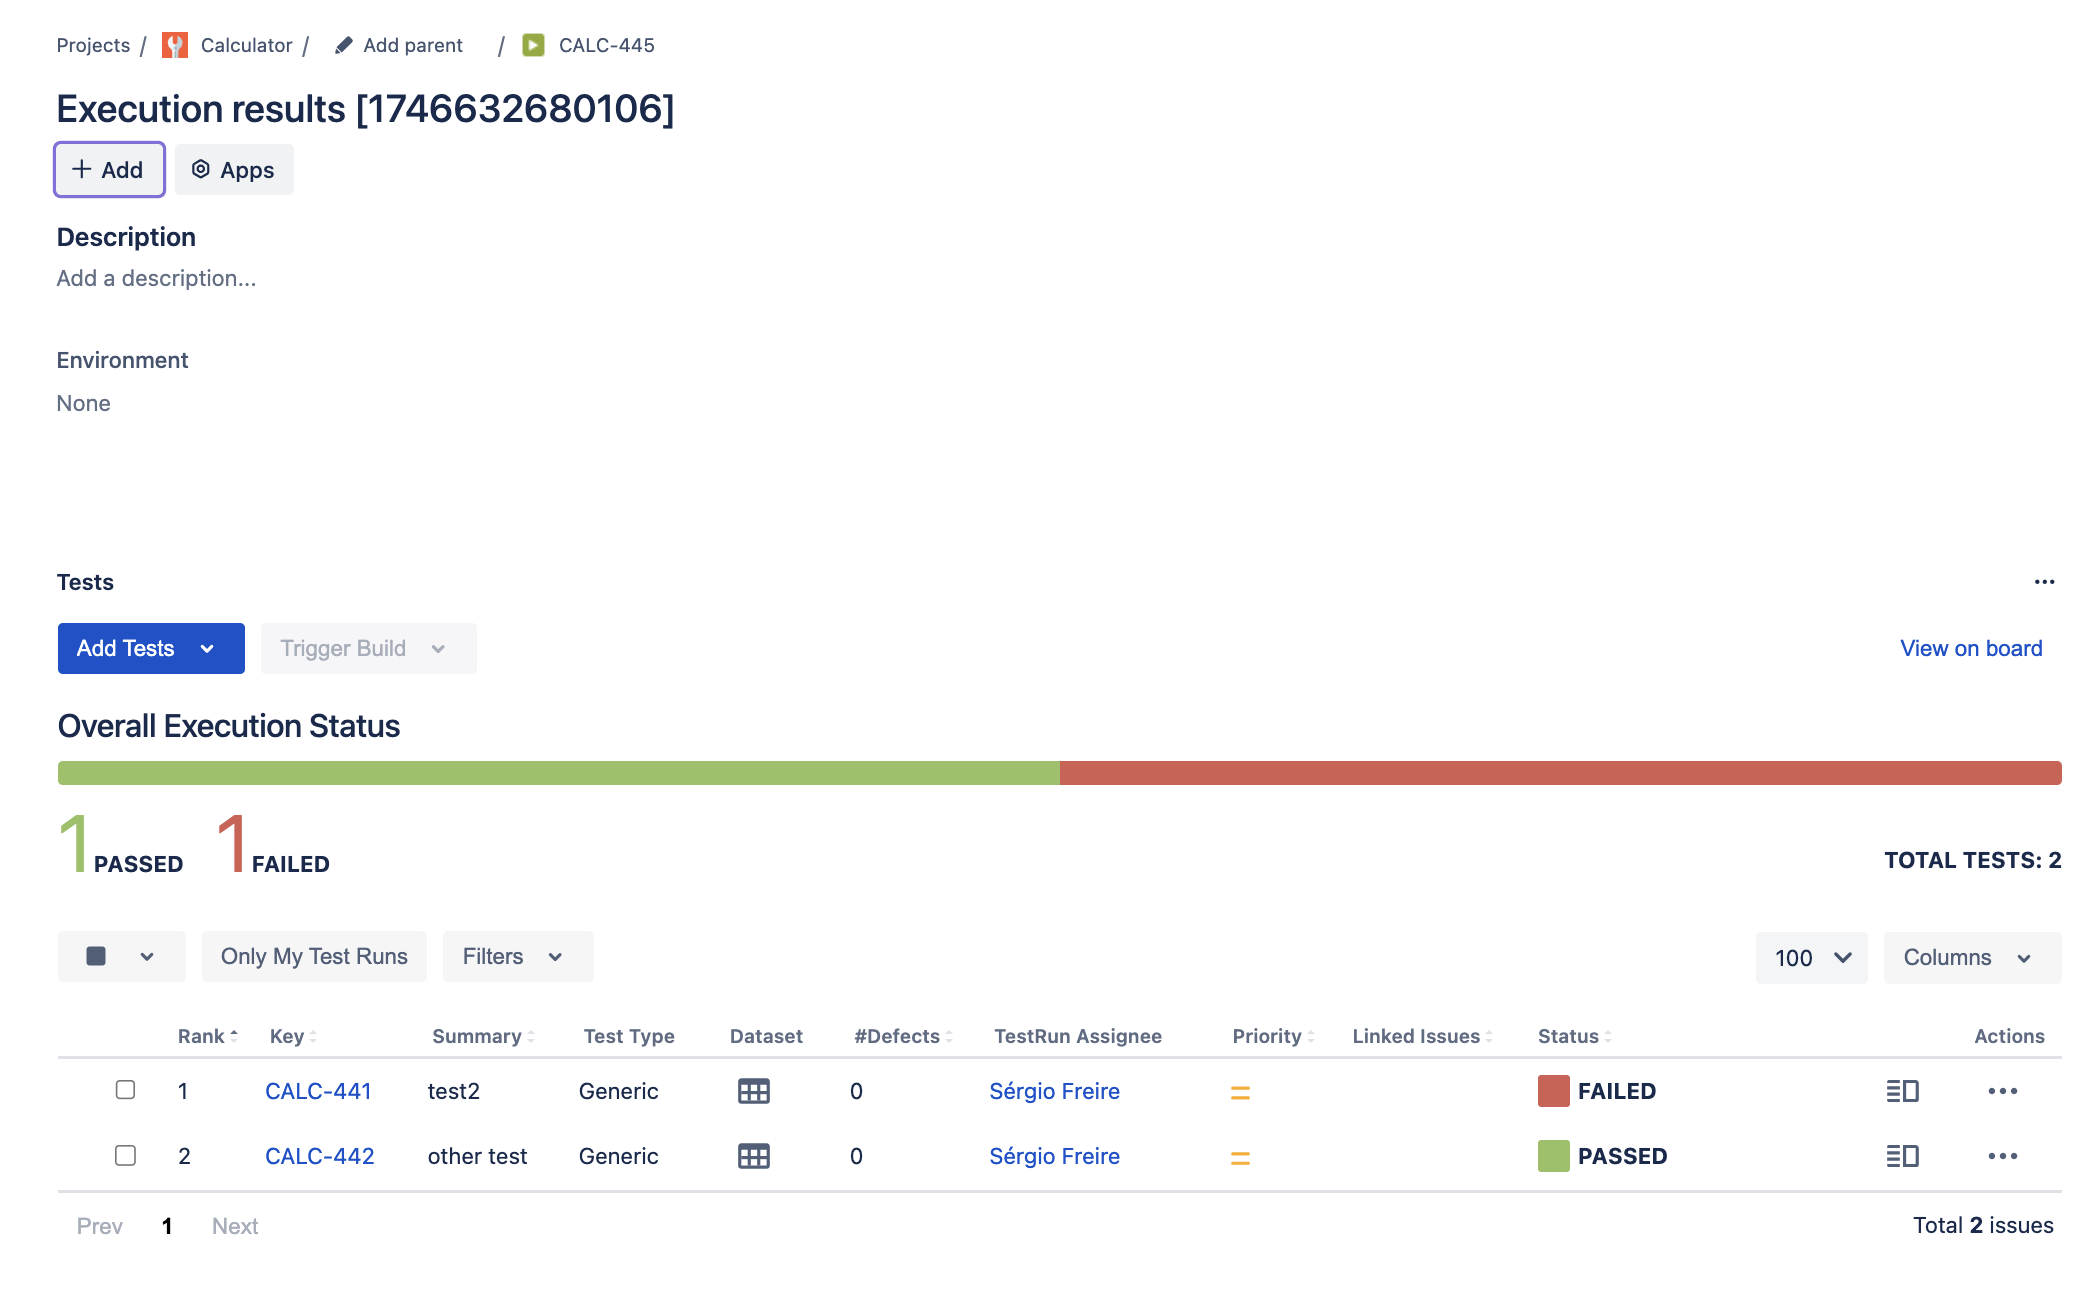 Projects / Calculator / Add parent / CALC-445
Execution results [1746632680106]
Add Apps
Description
Add a description...
Environment
None
Tests
Add Tests Trigger Build View on board
Overall Execution Status
1 PASSED 1 FAILED TOTAL TESTS: 2
Only My Test Runs Filters 100 Columns
Rank Key Summary Test Type Dataset #Defects TestRun Assignee Priority Linked Issues Status Actions
1 CALC-441 test2 Generic 0 Sérgio Freire FAILED
2 CALC-442 other test Generic 0 Sérgio Freire PASSED
Prev 1 Next Total 2 issues